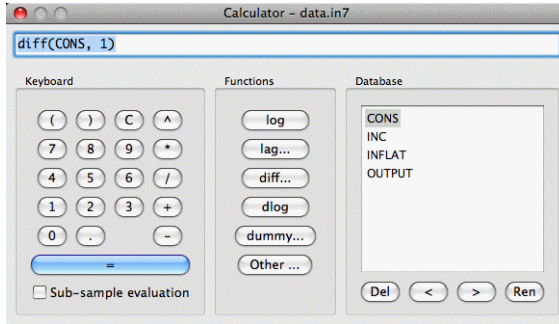 Calculator - data.in7
diff(CONS, 1)
Keyboard
( ) C ^
7 8 9 *
4 5 6 /
1 2 3 +
0 . -
=
Sub-sample evaluation
Functions
log
lag...
diff...
dlog
dummy...
Other ...
Database
CONS
INC
INFLAT
OUTPUT
Del < > Ren